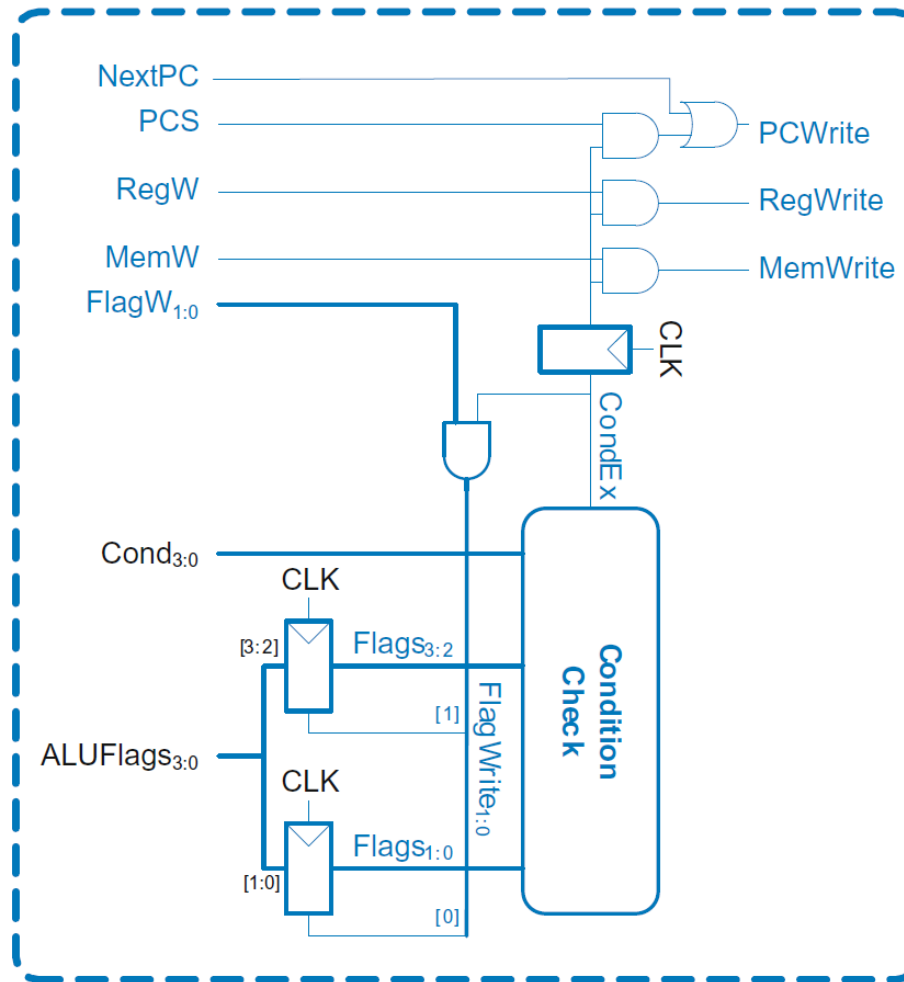 NextPC
PCS
PCWrite
RegW
RegWrite
MemW
MemWrite
FlagW1:0
CLK
CondEx
Cond3:0
CLK
[3:2]
Flags3:2
Condition
Check
[1]
FlagWrite1:0
ALUFlags3:0
CLK
Flags1:0
[1:0]
[0]